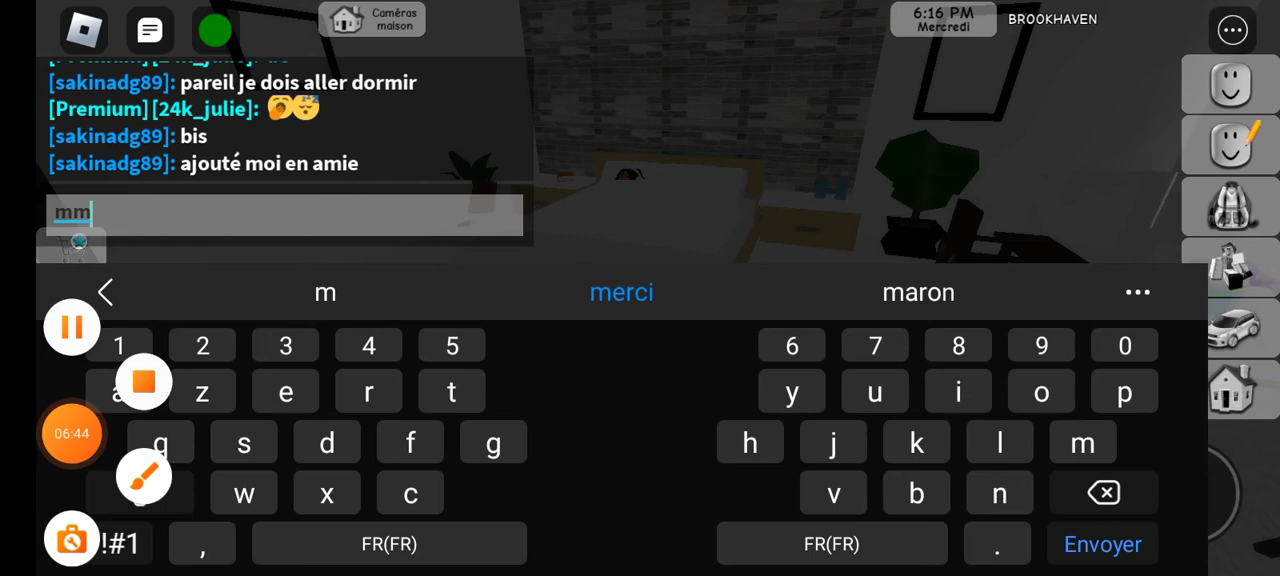 Caméras
maison
6:16 PM
Mercredi
BROOKHAVEN
[sakinadg89]: pareil je dois aller dormir
[Premium][24k_julie]: 🥱😴
[sakinadg89]: bis
[sakinadg89]: ajouté moi en amie
mm
m merci maron
1 2 3 4 5 6 7 8 9 0
a z e r t y u i o p
q s d f g h j k l m
w x c v b n
!#1 , FR(FR) FR(FR) . Envoyer
06:44